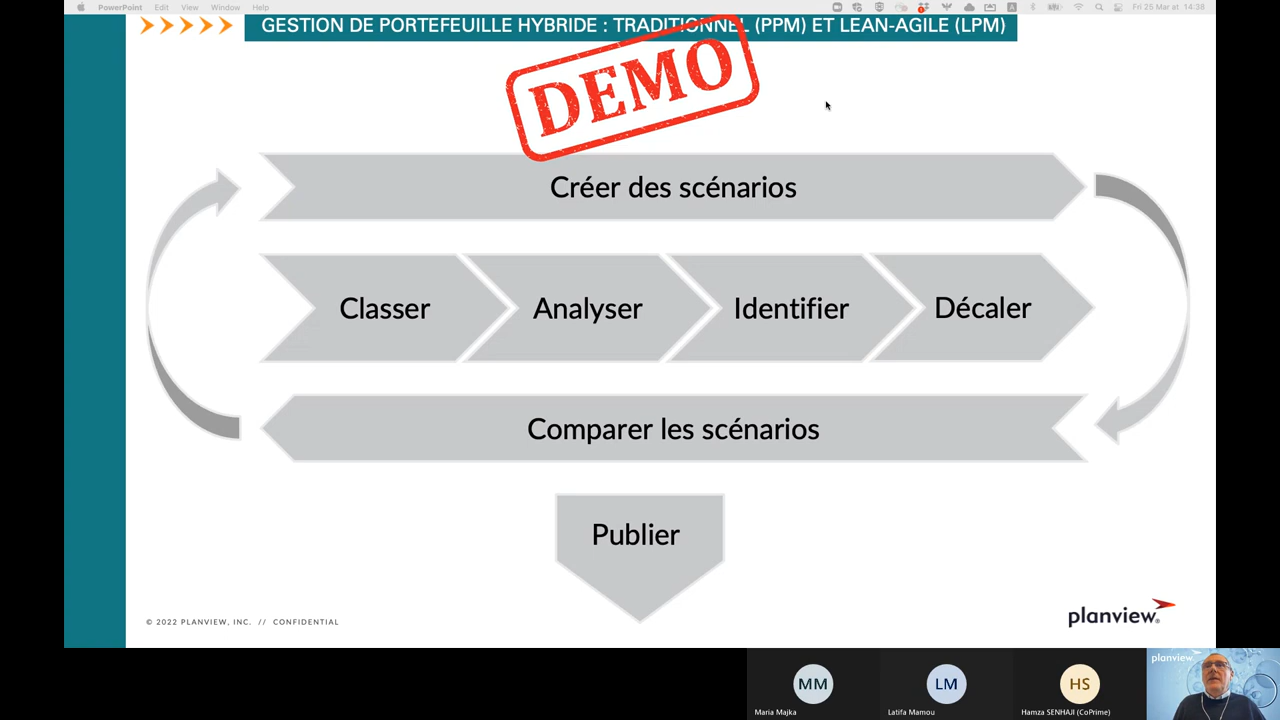 PowerPoint Edit View Window Help
Fri 25 Mar at 14:38
GESTION DE PORTEFEUILLE HYBRIDE : TRADITIONNEL (PPM) ET LEAN-AGILE (LPM)
DEMO
Créer des scénarios
Classer
Analyser
Identifier
Décaler
Comparer les scénarios
Publier
© 2022 PLANVIEW, INC. // CONFIDENTIAL
planview®
MM
Maria Majka
LM
Latifa Mamou
HS
Hamza SENHAJI (CoPrime)
planview